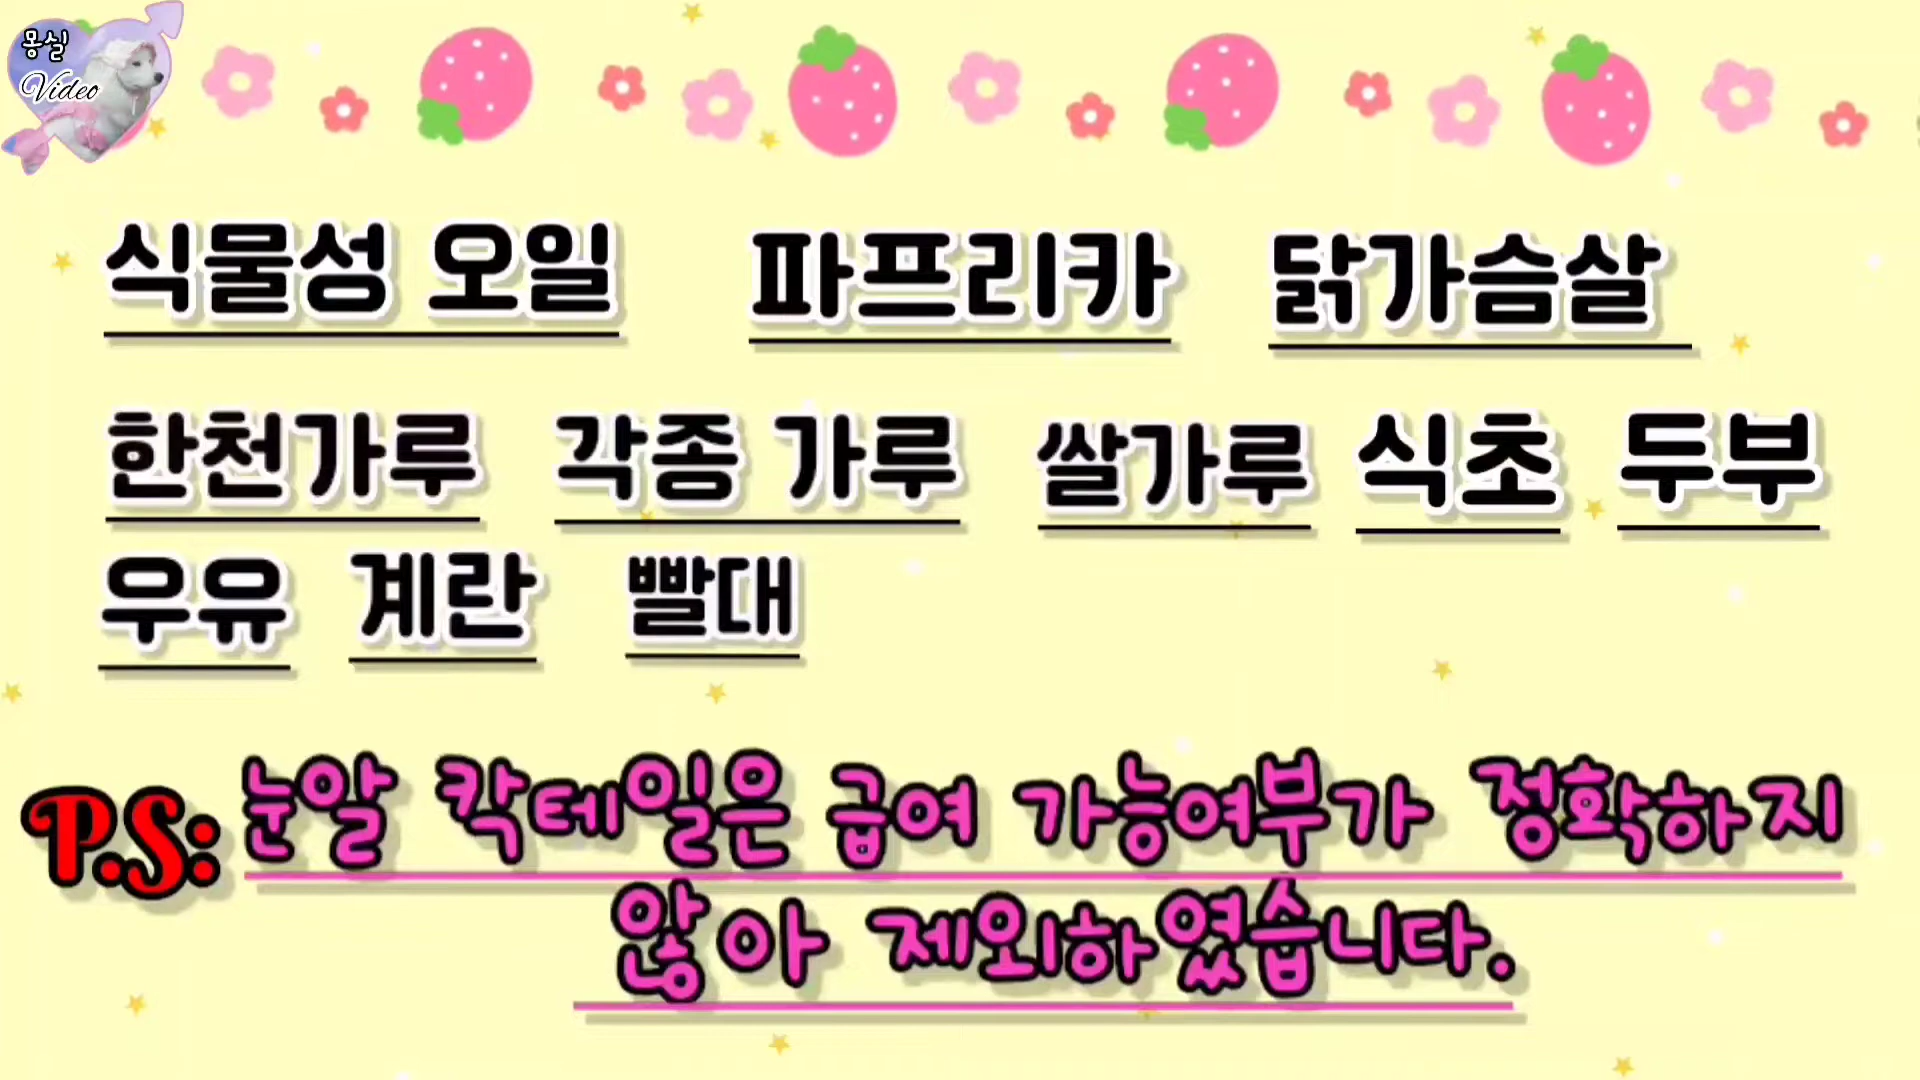 몽실
Video
식물성 오일 파프리카 닭가슴살
한천가루 각종 가루 쌀가루 식초 두부
우유 계란 빨대
P.S: 눈알 칵테일은 급여 가능여부가 정확하지
않아 제외하였습니다.